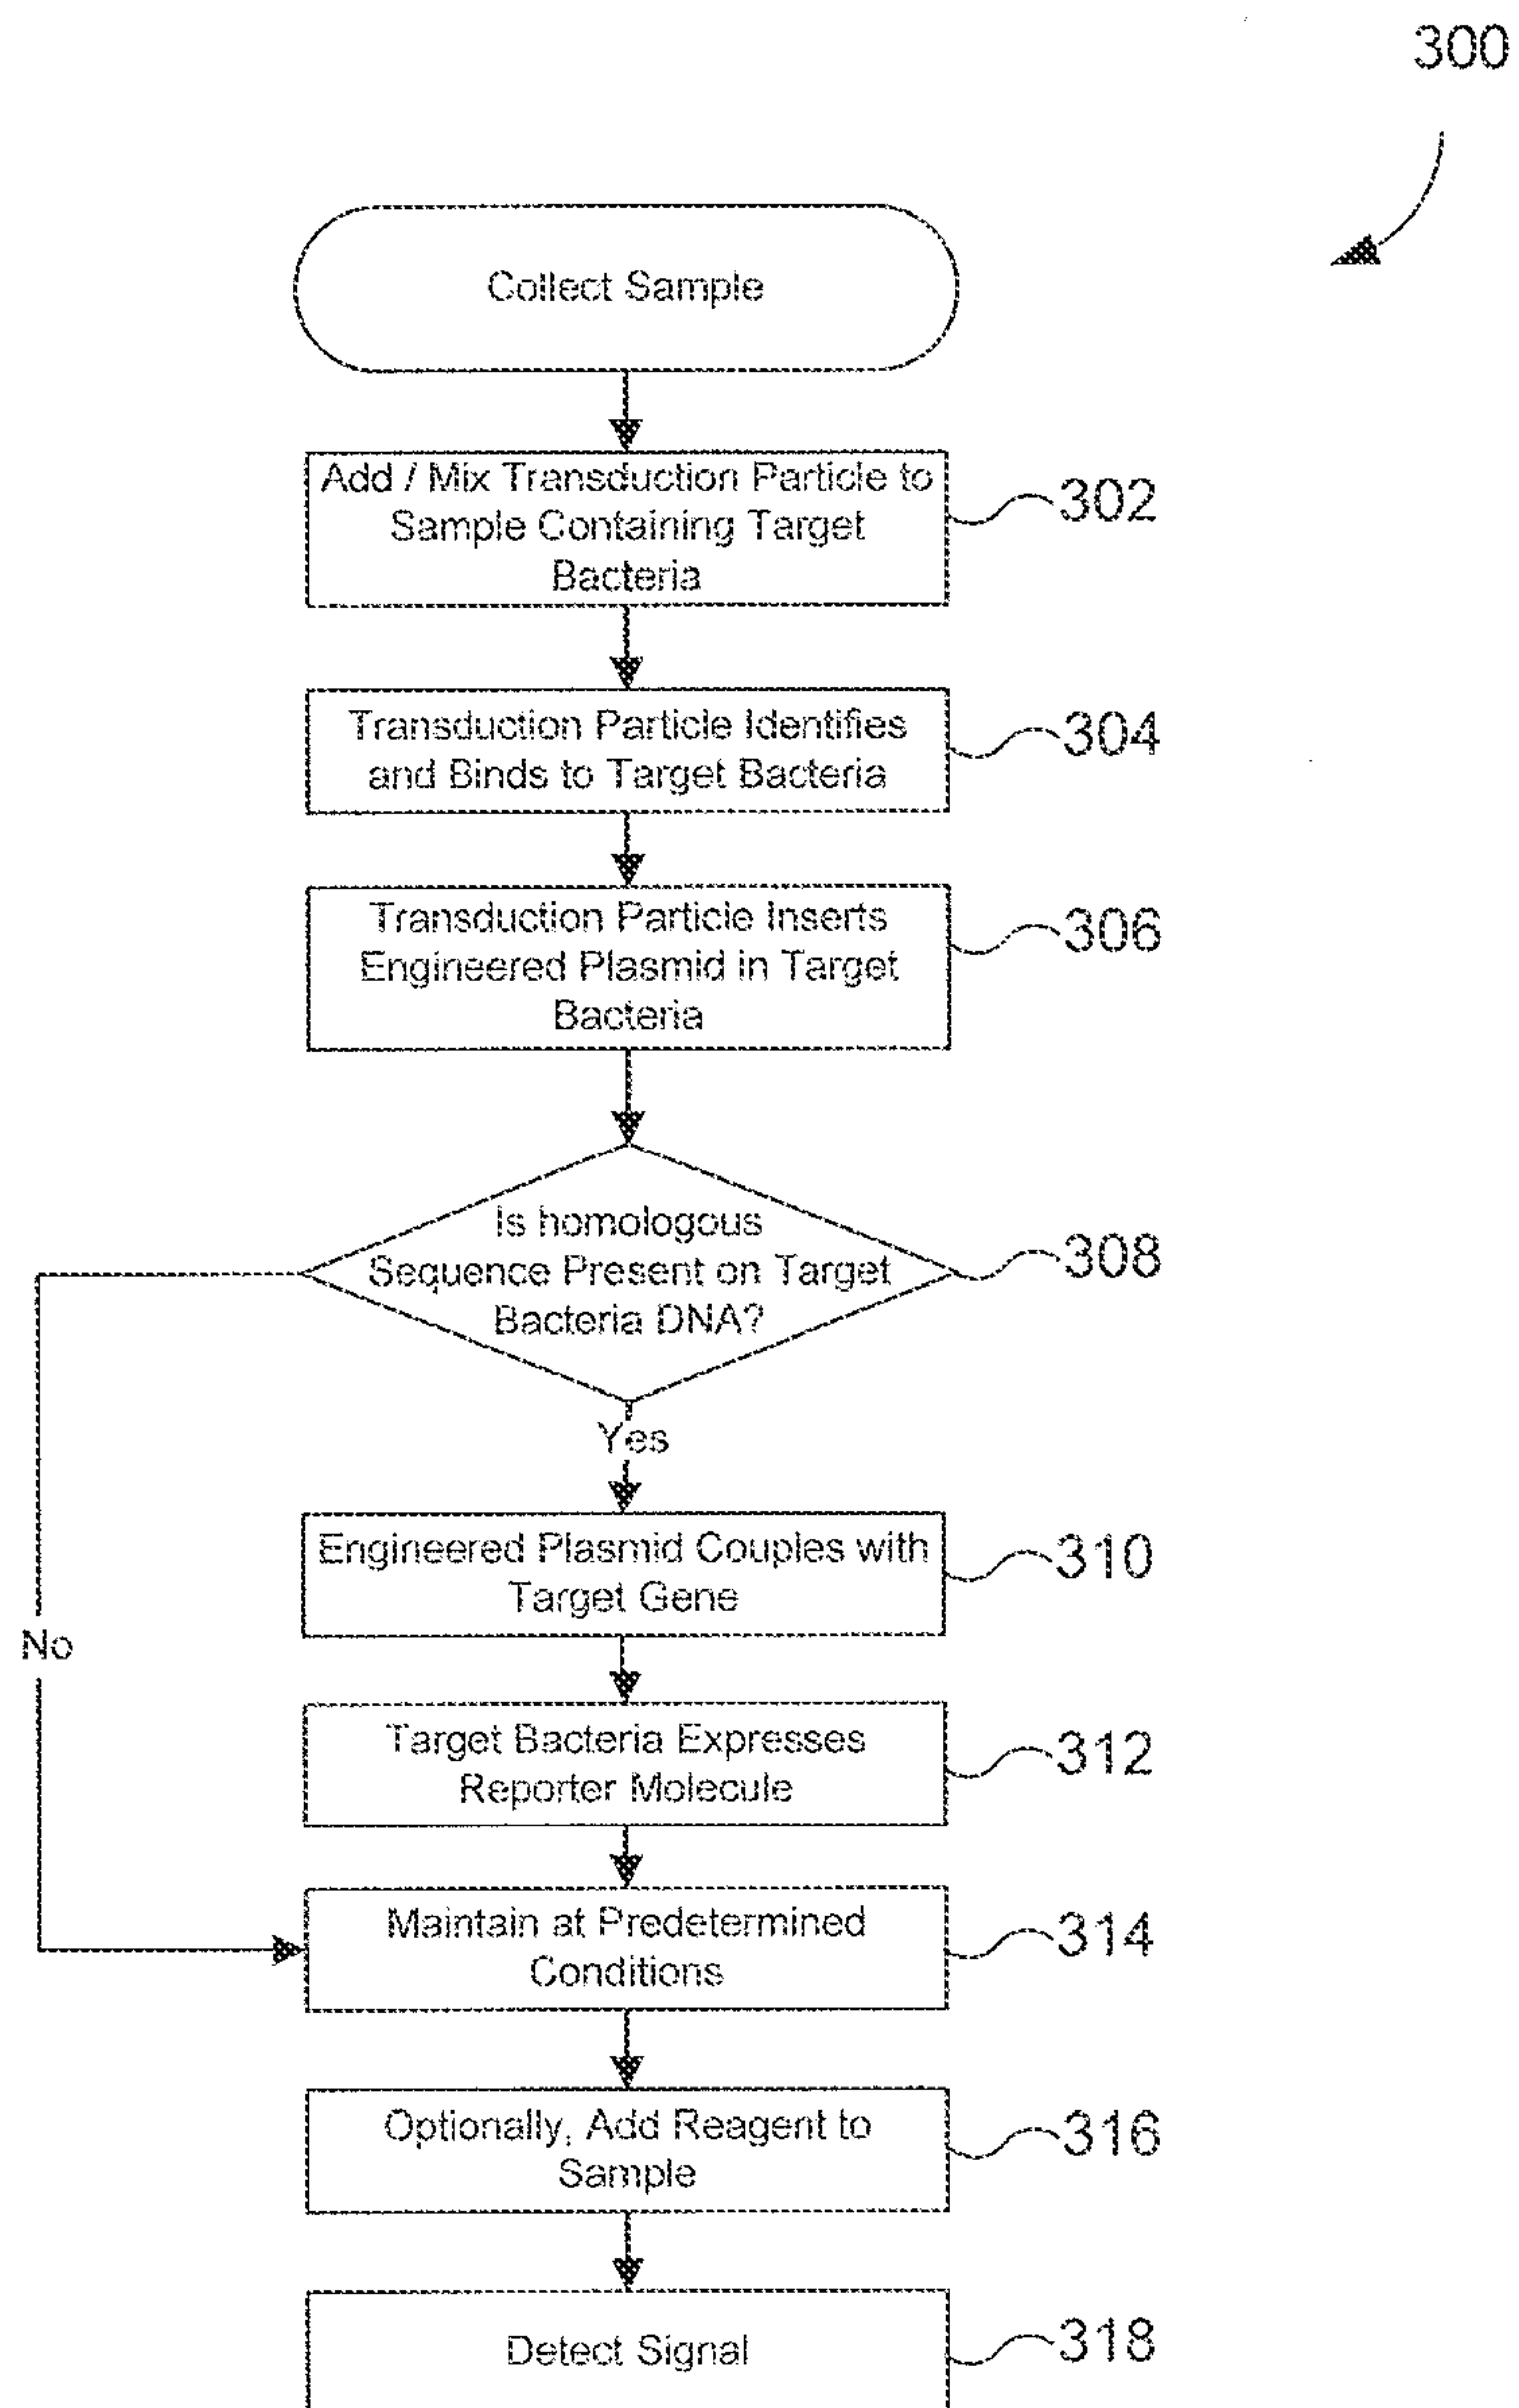 300
Collect Sample
Add / Mix Transduction Particle to
Sample Containing Target
Bacteria
302
Transduction Particle Identifies
and Binds to Target Bacteria
304
Transduction Particle Inserts
Engineered Plasmid in Target
Bacteria
306
Is homologous
Sequence Present on Target
Bacteria DNA?
308
Yes
Engineered Plasmid Couples with
Target Gene
310
No
Target Bacteria Expresses
Reporter Molecule
312
Maintain at Predetermined
Conditions
314
Optionally, Add Reagent to
Sample
316
Detect Signal
318